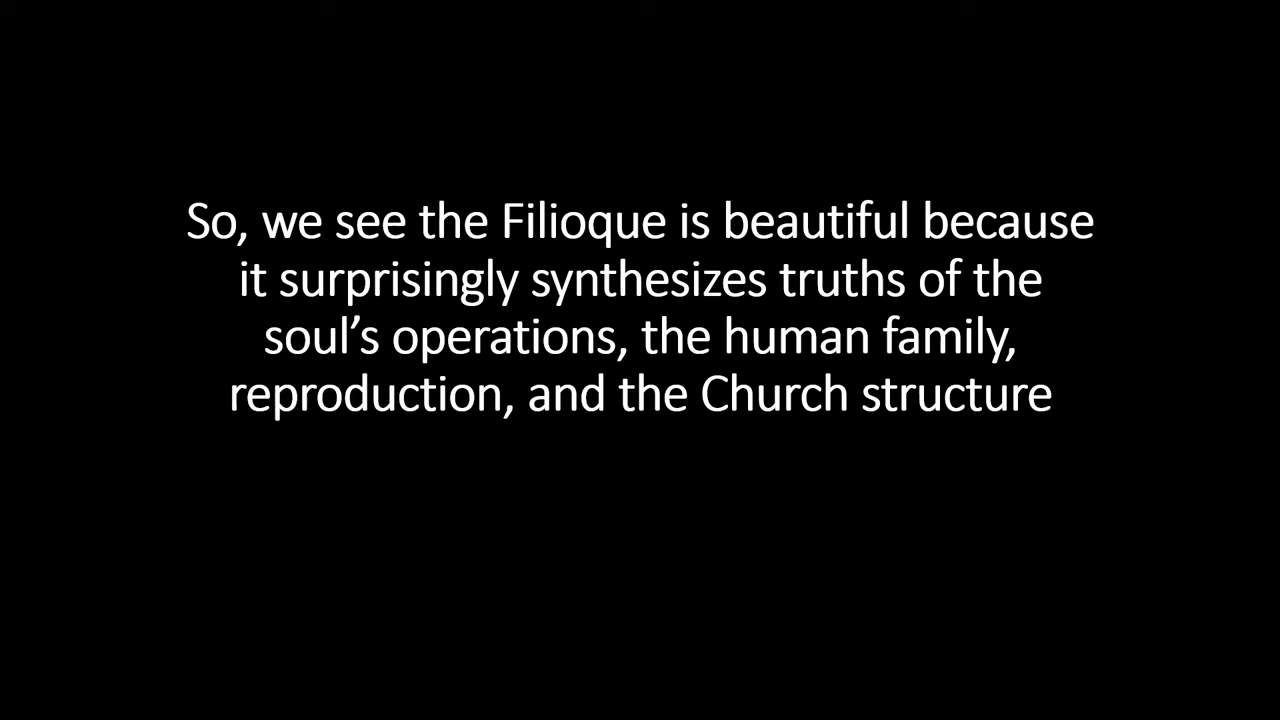 So, we see the Filioque is beautiful because
it surprisingly synthesizes truths of the
soul’s operations, the human family,
reproduction, and the Church structure